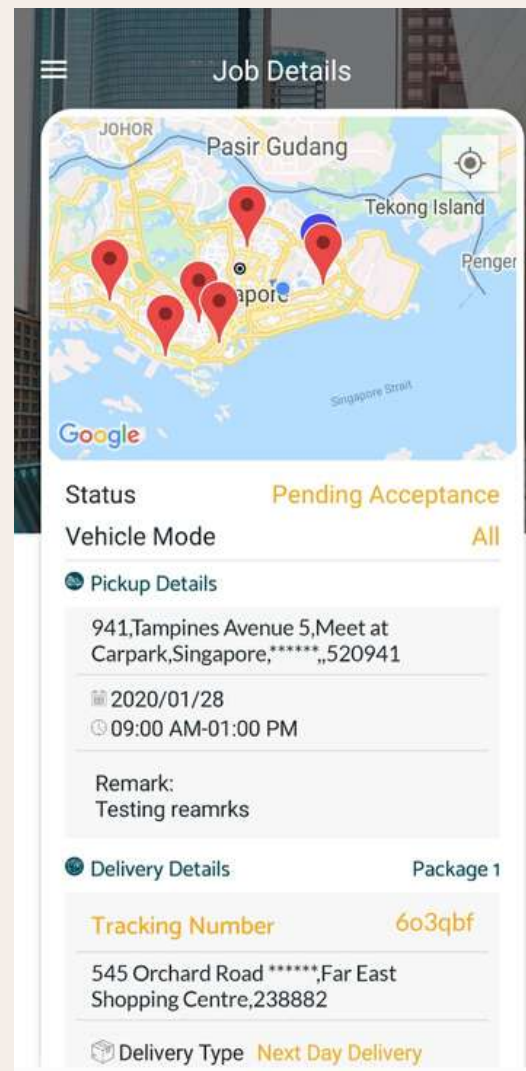 Job Details
JOHOR
Pasir Gudang
Tekong Island
Penger
apore
Singapore Strait
Google
Status Pending Acceptance
Vehicle Mode All
Pickup Details
941,Tampines Avenue 5,Meet at
Carpark,Singapore,******,,520941
2020/01/28
09:00 AM-01:00 PM
Remark:
Testing reamrks
Delivery Details Package 1
Tracking Number 6o3qbf
545 Orchard Road ******,Far East
Shopping Centre,238882
Delivery Type Next Day Delivery